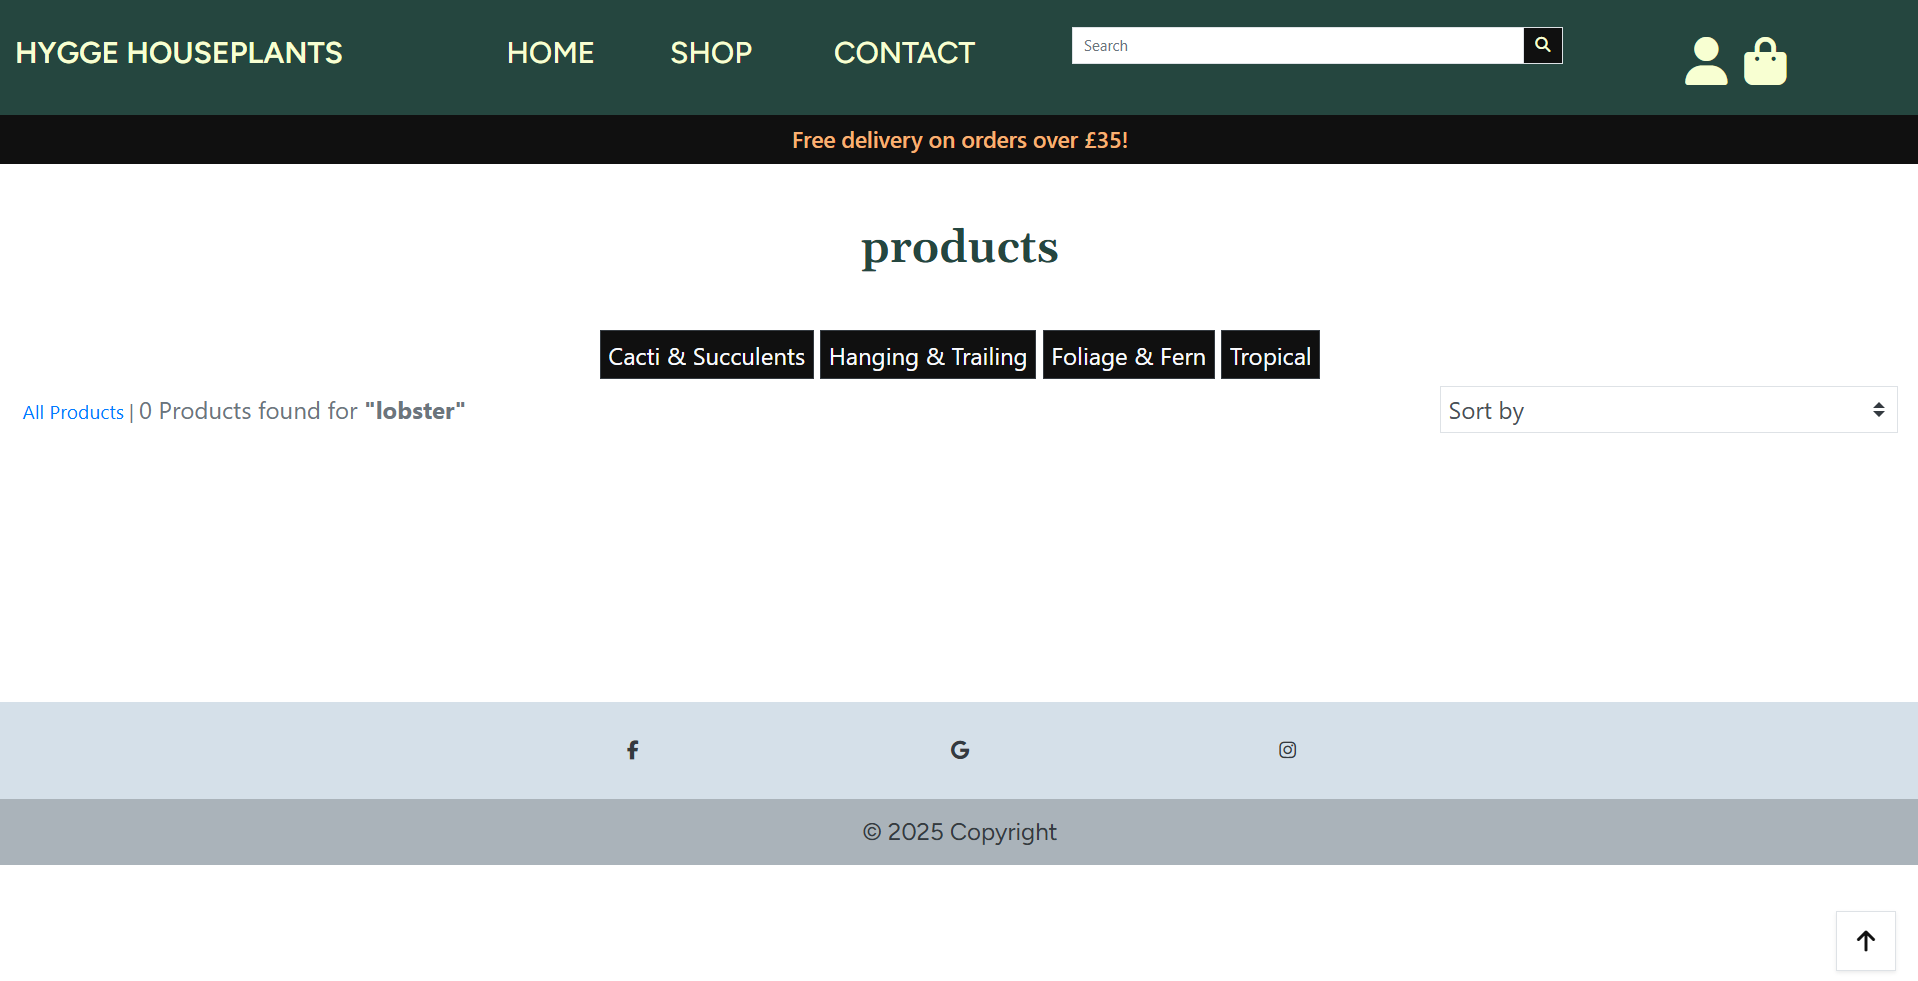 HYGGE HOUSEPLANTS
HOME
SHOP
CONTACT
Search
Free delivery on orders over £35!
products
Cacti & Succulents
Hanging & Trailing
Foliage & Fern
Tropical
All Products | 0 Products found for "lobster"
Sort by
© 2025 Copyright